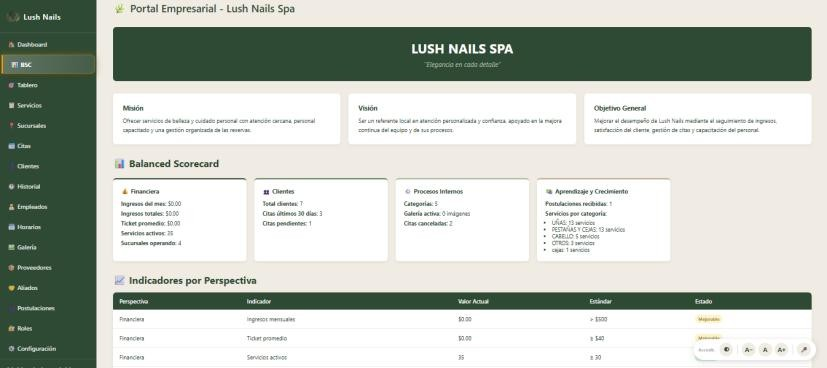 Lush Nails
Dashboard
BSC
Tablero
Servicios
Sucursales
Citas
Clientes
Historial
Empleados
Horarios
Galería
Proveedores
Aliados
Postulaciones
Roles
Configuración
Portal Empresarial - Lush Nails Spa
LUSH NAILS SPA
"Elegancia en cada detalle"
Misión
Ofrecer servicios de belleza y cuidado personal con atención cercana, personal
capacitado y una gestión organizada de las reservas.
Visión
Ser un referente local en atención personalizada y confianza, apoyado en la mejora
continua del equipo y de sus procesos.
Objetivo General
Mejorar el desempeño de Lush Nails mediante el seguimiento de ingresos,
satisfacción del cliente, gestión de citas y capacitación del personal.
Balanced Scorecard
Financiera
Ingresos del mes: $0.00
Ingresos totales: $0.00
Ticket promedio: $0.00
Servicios activos: 35
Sucursales operando: 4
Clientes
Total clientes: 7
Citas últimos 30 días: 3
Citas pendientes: 1
Procesos Internos
Categorías: 5
Galería activa: 0 imágenes
Citas canceladas: 2
Aprendizaje y Crecimiento
Postulaciones recibidas: 1
Servicios por categoría:
• UÑAS: 13 servicios
• PESTAÑAS Y CEJAS: 13 servicios
• CABELLO: 5 servicios
• OTROS: 3 servicios
• cejas: 1 servicios
Indicadores por Perspectiva
Perspectiva Indicador Valor Actual Estándar Estado
Financiera Ingresos mensuales $0.00 > $500 Mejorable
Financiera Ticket promedio $0.00 ≥ $40 Mejorable
Financiera Servicios activos 35 ≥ 30
A− A A+